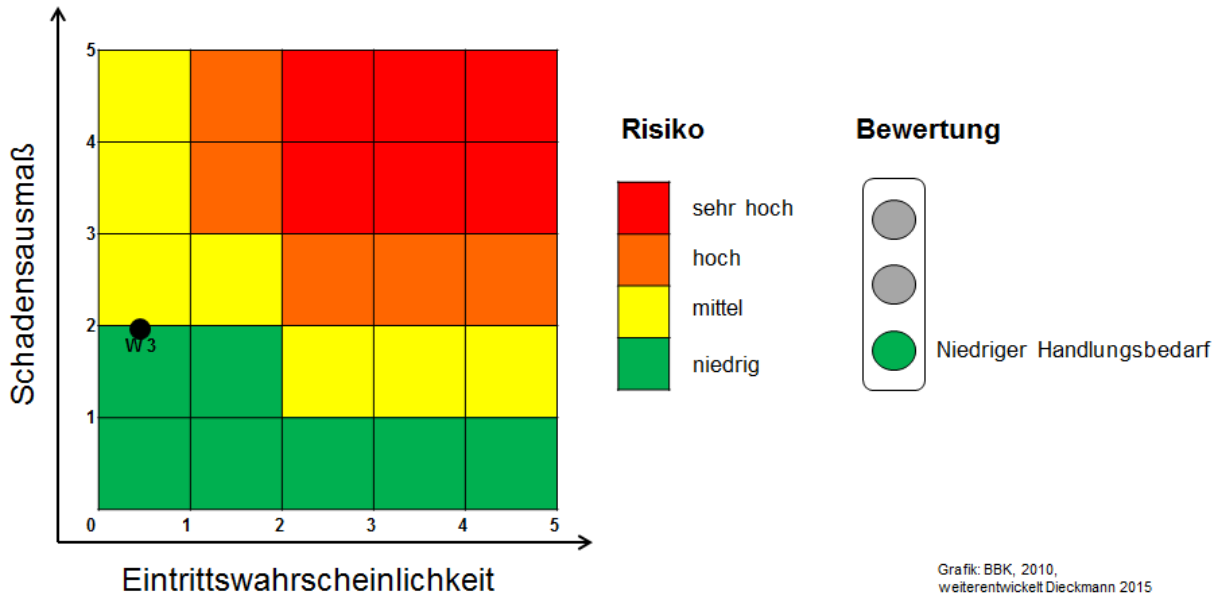 Schadensausmaß
5
4
3
2
1
W 3
0 1 2 3 4 5
Eintrittswahrscheinlichkeit
Risiko
sehr hoch
hoch
mittel
niedrig
Bewertung
Niedriger Handlungsbedarf
Grafik: BBK, 2010,
weiterentwickelt Dieckmann 2015